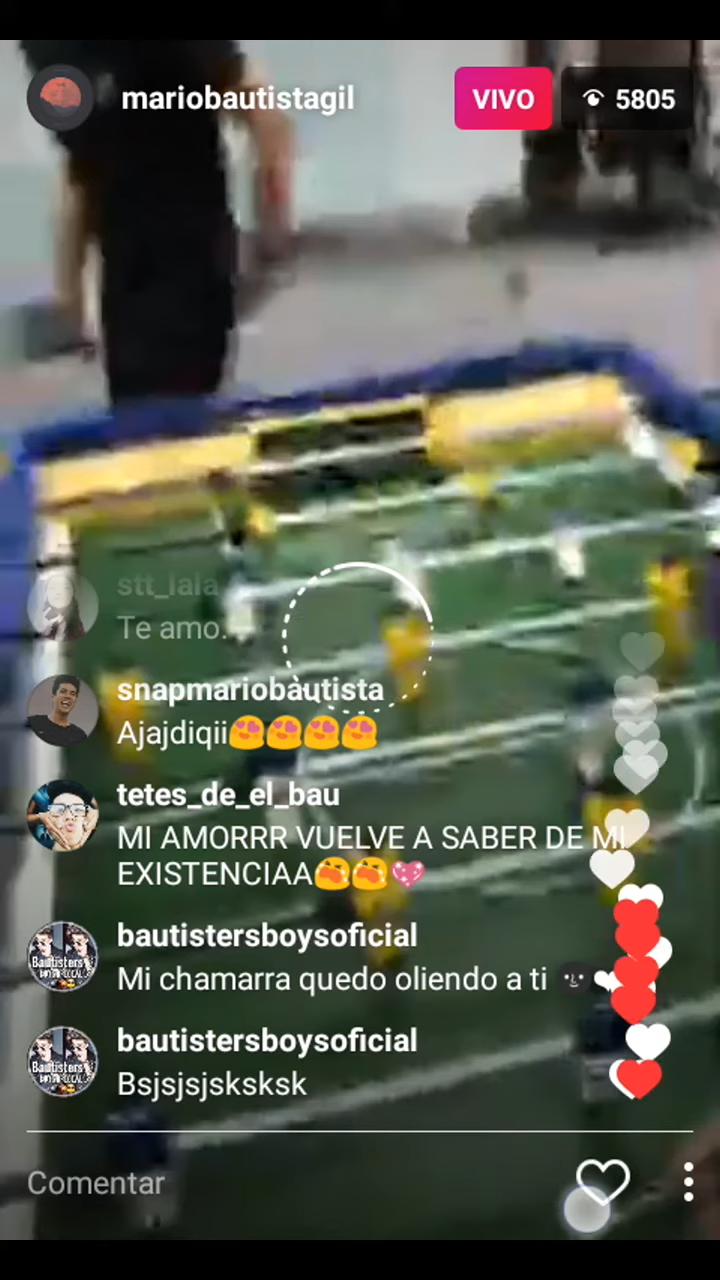 mariobautistagil
VIVO
5805
stt_lala
Te amo.
snapmariobautista
Ajajdiqii😍😍😍😍
tetes_de_el_bau
MI AMORRR VUELVE A SABER DE MI
EXISTENCIAA😭😭💖
bautistersboysoficial
Mi chamarra quedo oliendo a ti 🌚❤
bautistersboysoficial
Bsjsjsjsksksk
Comentar